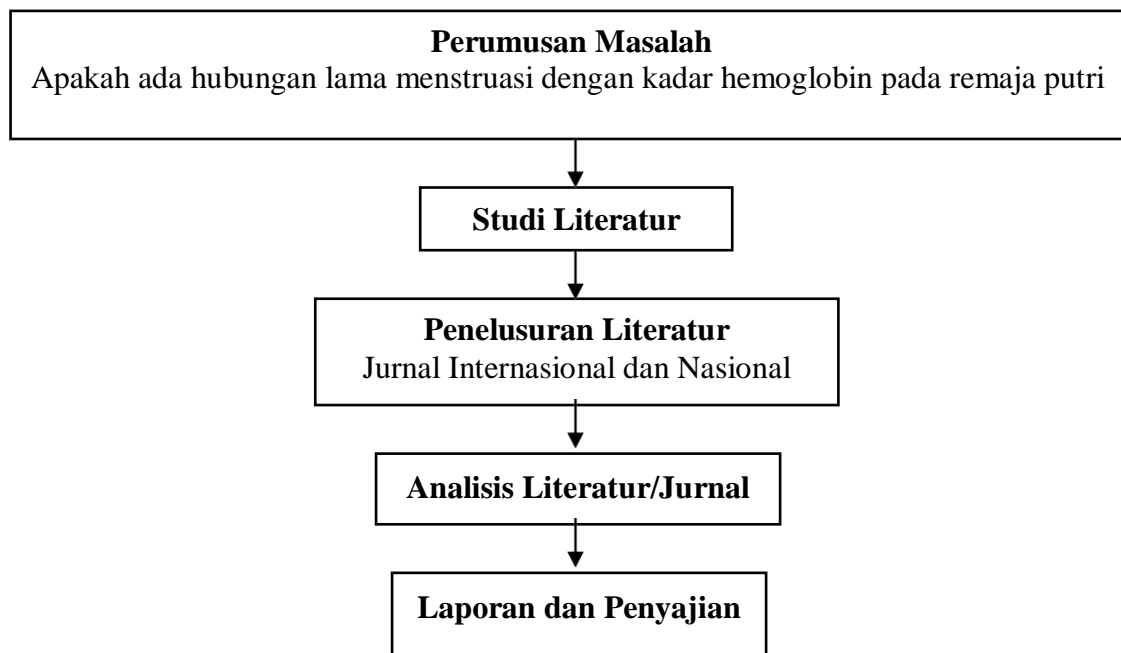 Perumusan Masalah
Apakah ada hubungan lama menstruasi dengan kadar hemoglobin pada remaja putri
Studi Literatur
Penelusuran Literatur
Jurnal Internasional dan Nasional
Analisis Literatur/Jurnal
Laporan dan Penyajian